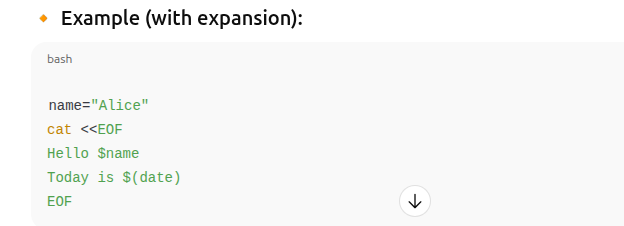 🔸 Example (with expansion):
bash
name="Alice"
cat <<EOF
Hello $name
Today is $(date)
EOF